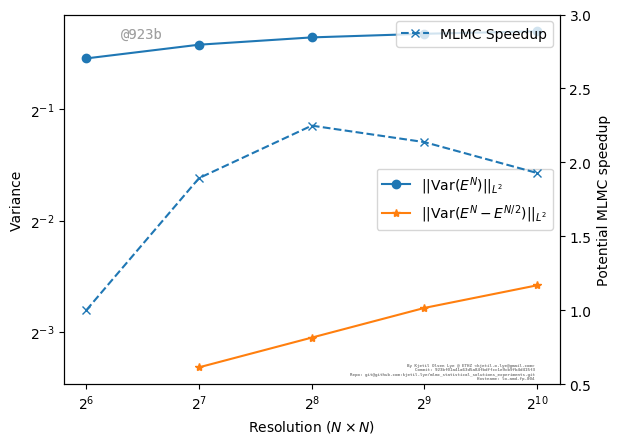 @923b
MLMC Speedup
3.0
2.5
2.0
1.5
1.0
0.5
Potential MLMC speedup
2^-1
2^-2
2^-3
Variance
||Var(E^N)||_{L^2}
||Var(E^N − E^{N/2})||_{L^2}
2^6
2^7
2^8
2^9
2^10
Resolution (N × N)